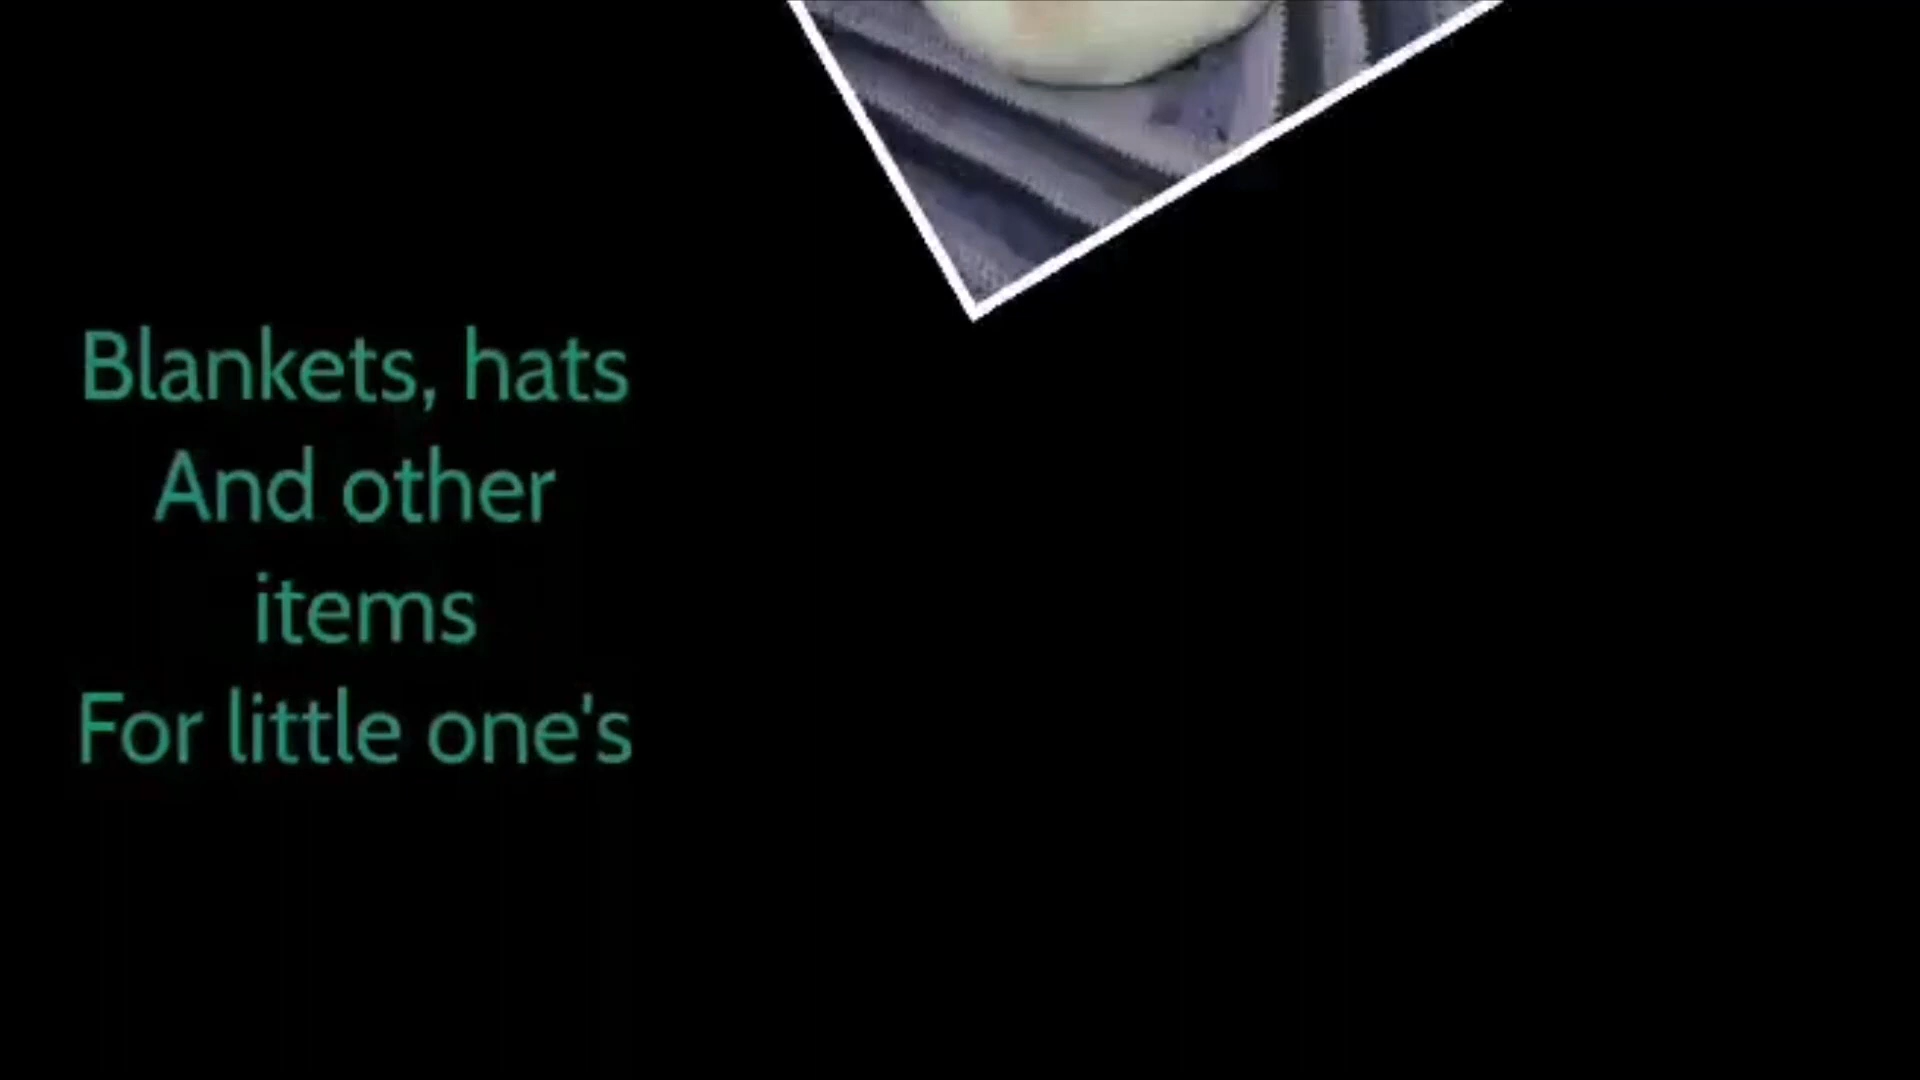 Blankets, hats
And other
items
For little one's